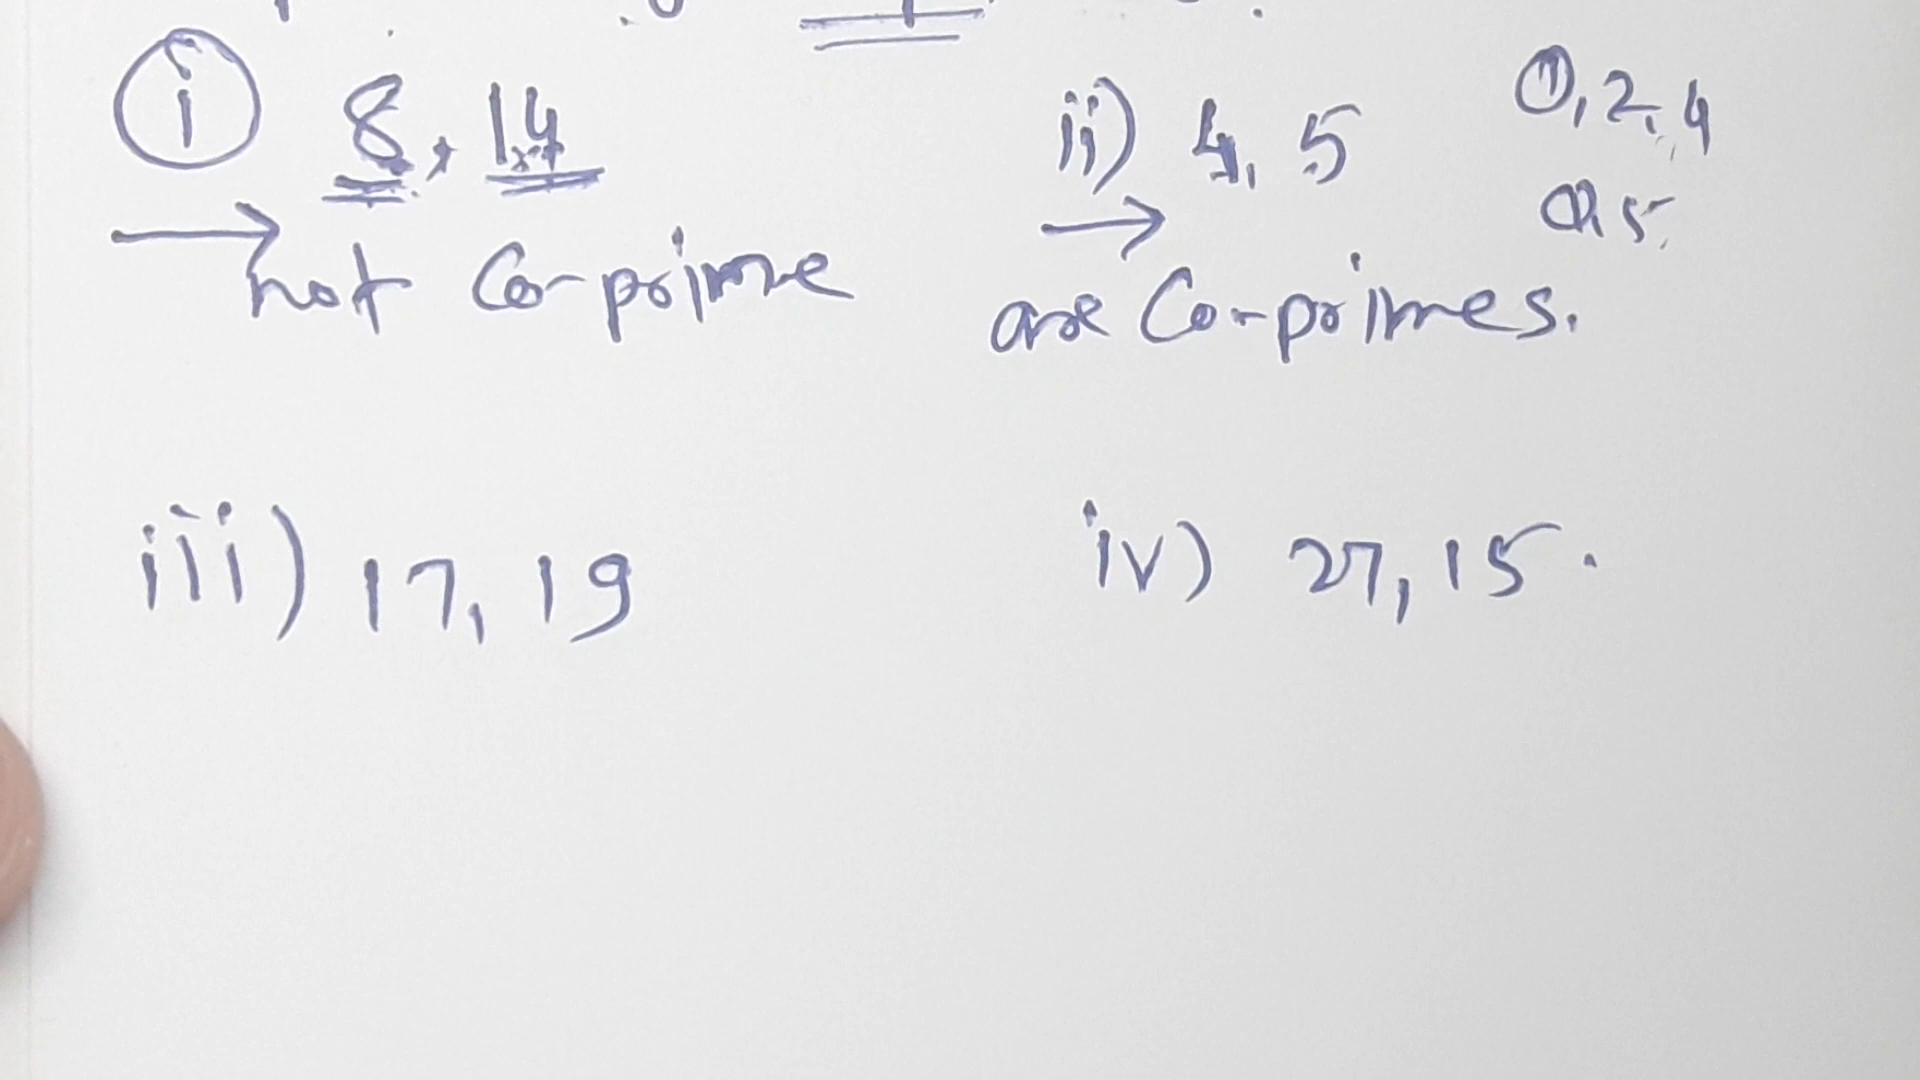 i 8, 14
→ not Co-prime
ii) 4, 5
1, 2, 4
1, 5
→ are Co-primes.
iii) 17, 19
iv) 27, 15.